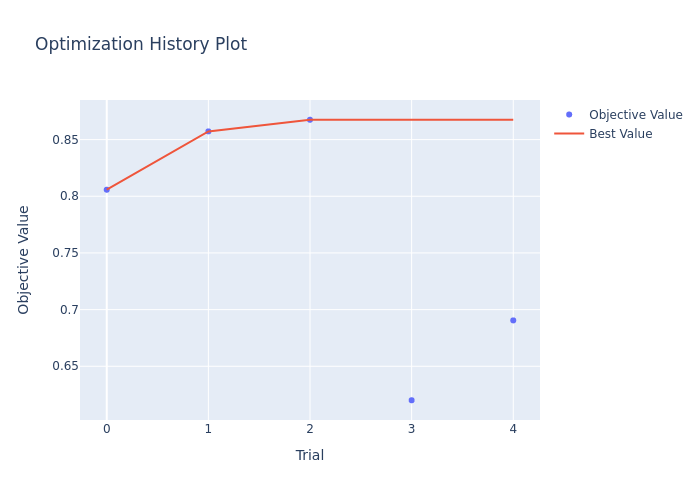 Optimization History Plot
Objective Value
Best Value
0.85
0.8
0.75
0.7
0.65
Objective Value
0 1 2 3 4
Trial